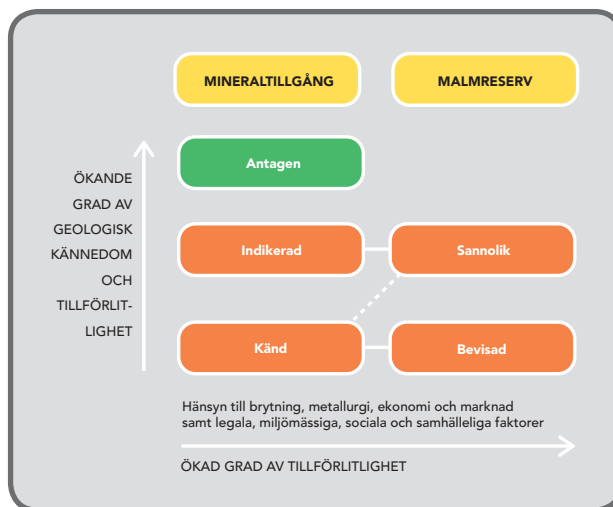 MINERALTILLGÅNG
MALMRESERV
Antagen
ÖKANDE
GRAD AV
GEOLOGISK
KÄNNEDOM
OCH
TILLFÖRLIT-
LIGHET
Indikerad
Sannolik
Känd
Bevisad
Hänsyn till brytning, metallurgi, ekonomi och marknad
samt legala, miljömässiga, sociala och samhälleliga faktorer
ÖKAD GRAD AV TILLFÖRLITLIGHET